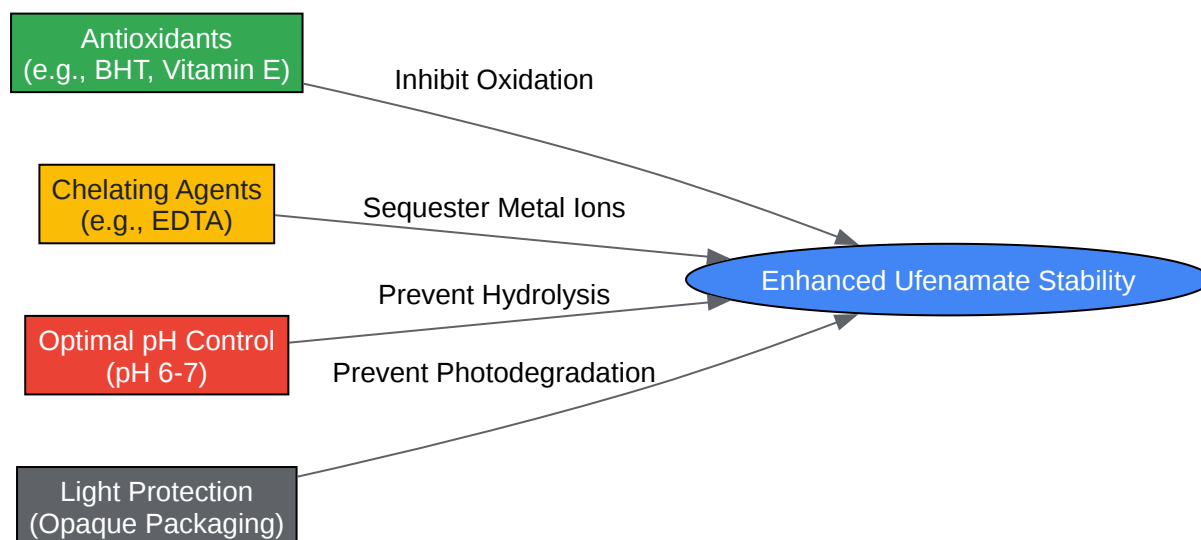 Antioxidants
(e.g., BHT, Vitamin E)
Inhibit Oxidation
Chelating Agents
(e.g., EDTA)
Sequester Metal Ions
Enhanced Ufenamate Stability
Prevent Hydrolysis
Optimal pH Control
(pH 6-7)
Prevent Photodegradation
Light Protection
(Opaque Packaging)